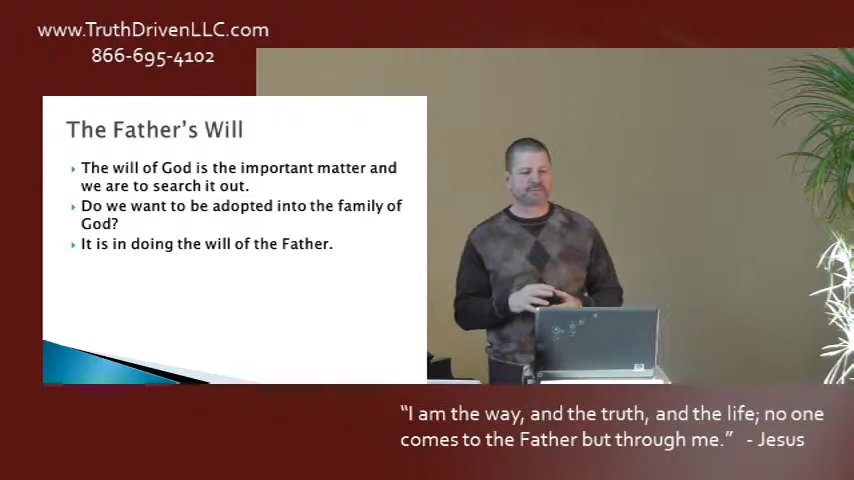 www.TruthDrivenLLC.com
866-695-4102
The Father's Will
The will of God is the important matter and
we are to search it out.
Do we want to be adopted into the family of
God?
It is in doing the will of the Father.
“I am the way, and the truth, and the life; no one
comes to the Father but through me.” - Jesus